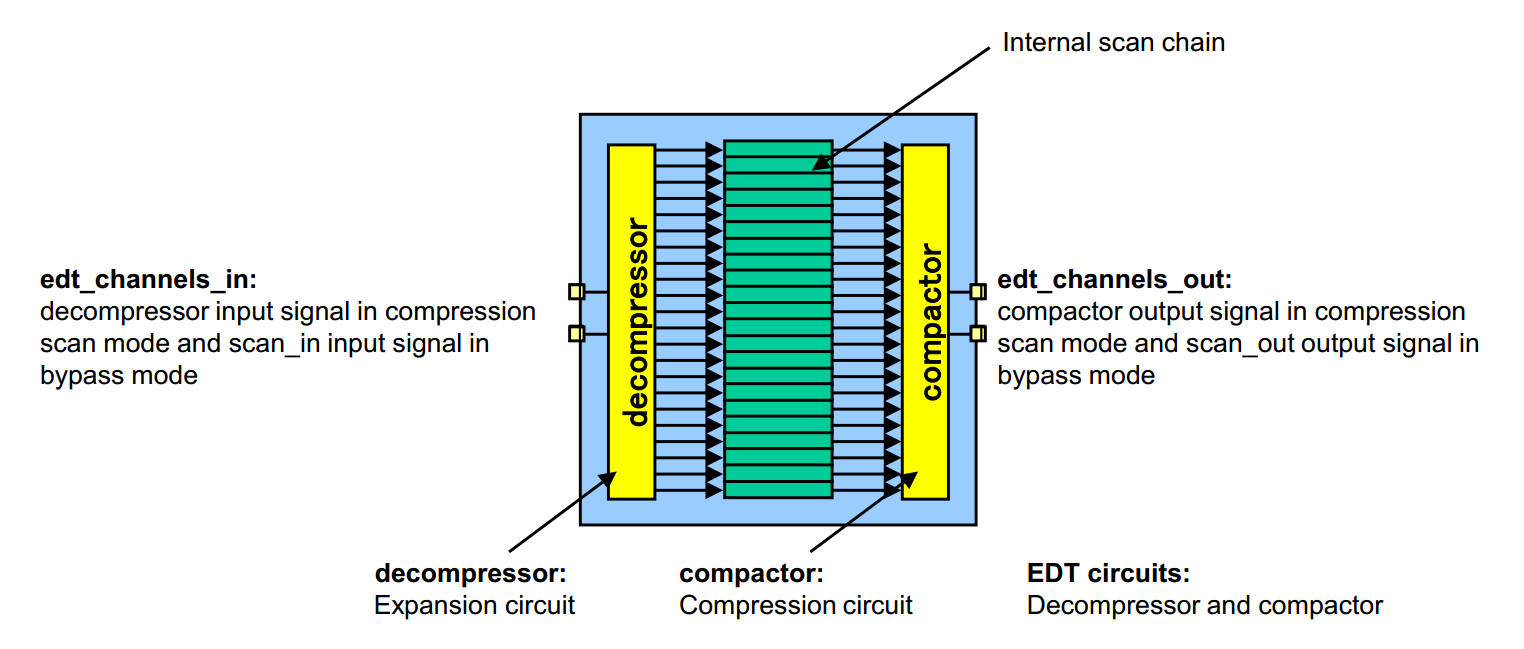 Internal scan chain
decompressor
compactor
edt_channels_in:
decompressor input signal in compression
scan mode and scan_in input signal in
bypass mode
edt_channels_out:
compactor output signal in compression
scan mode and scan_out output signal in
bypass mode
decompressor:
Expansion circuit
compactor:
Compression circuit
EDT circuits:
Decompressor and compactor